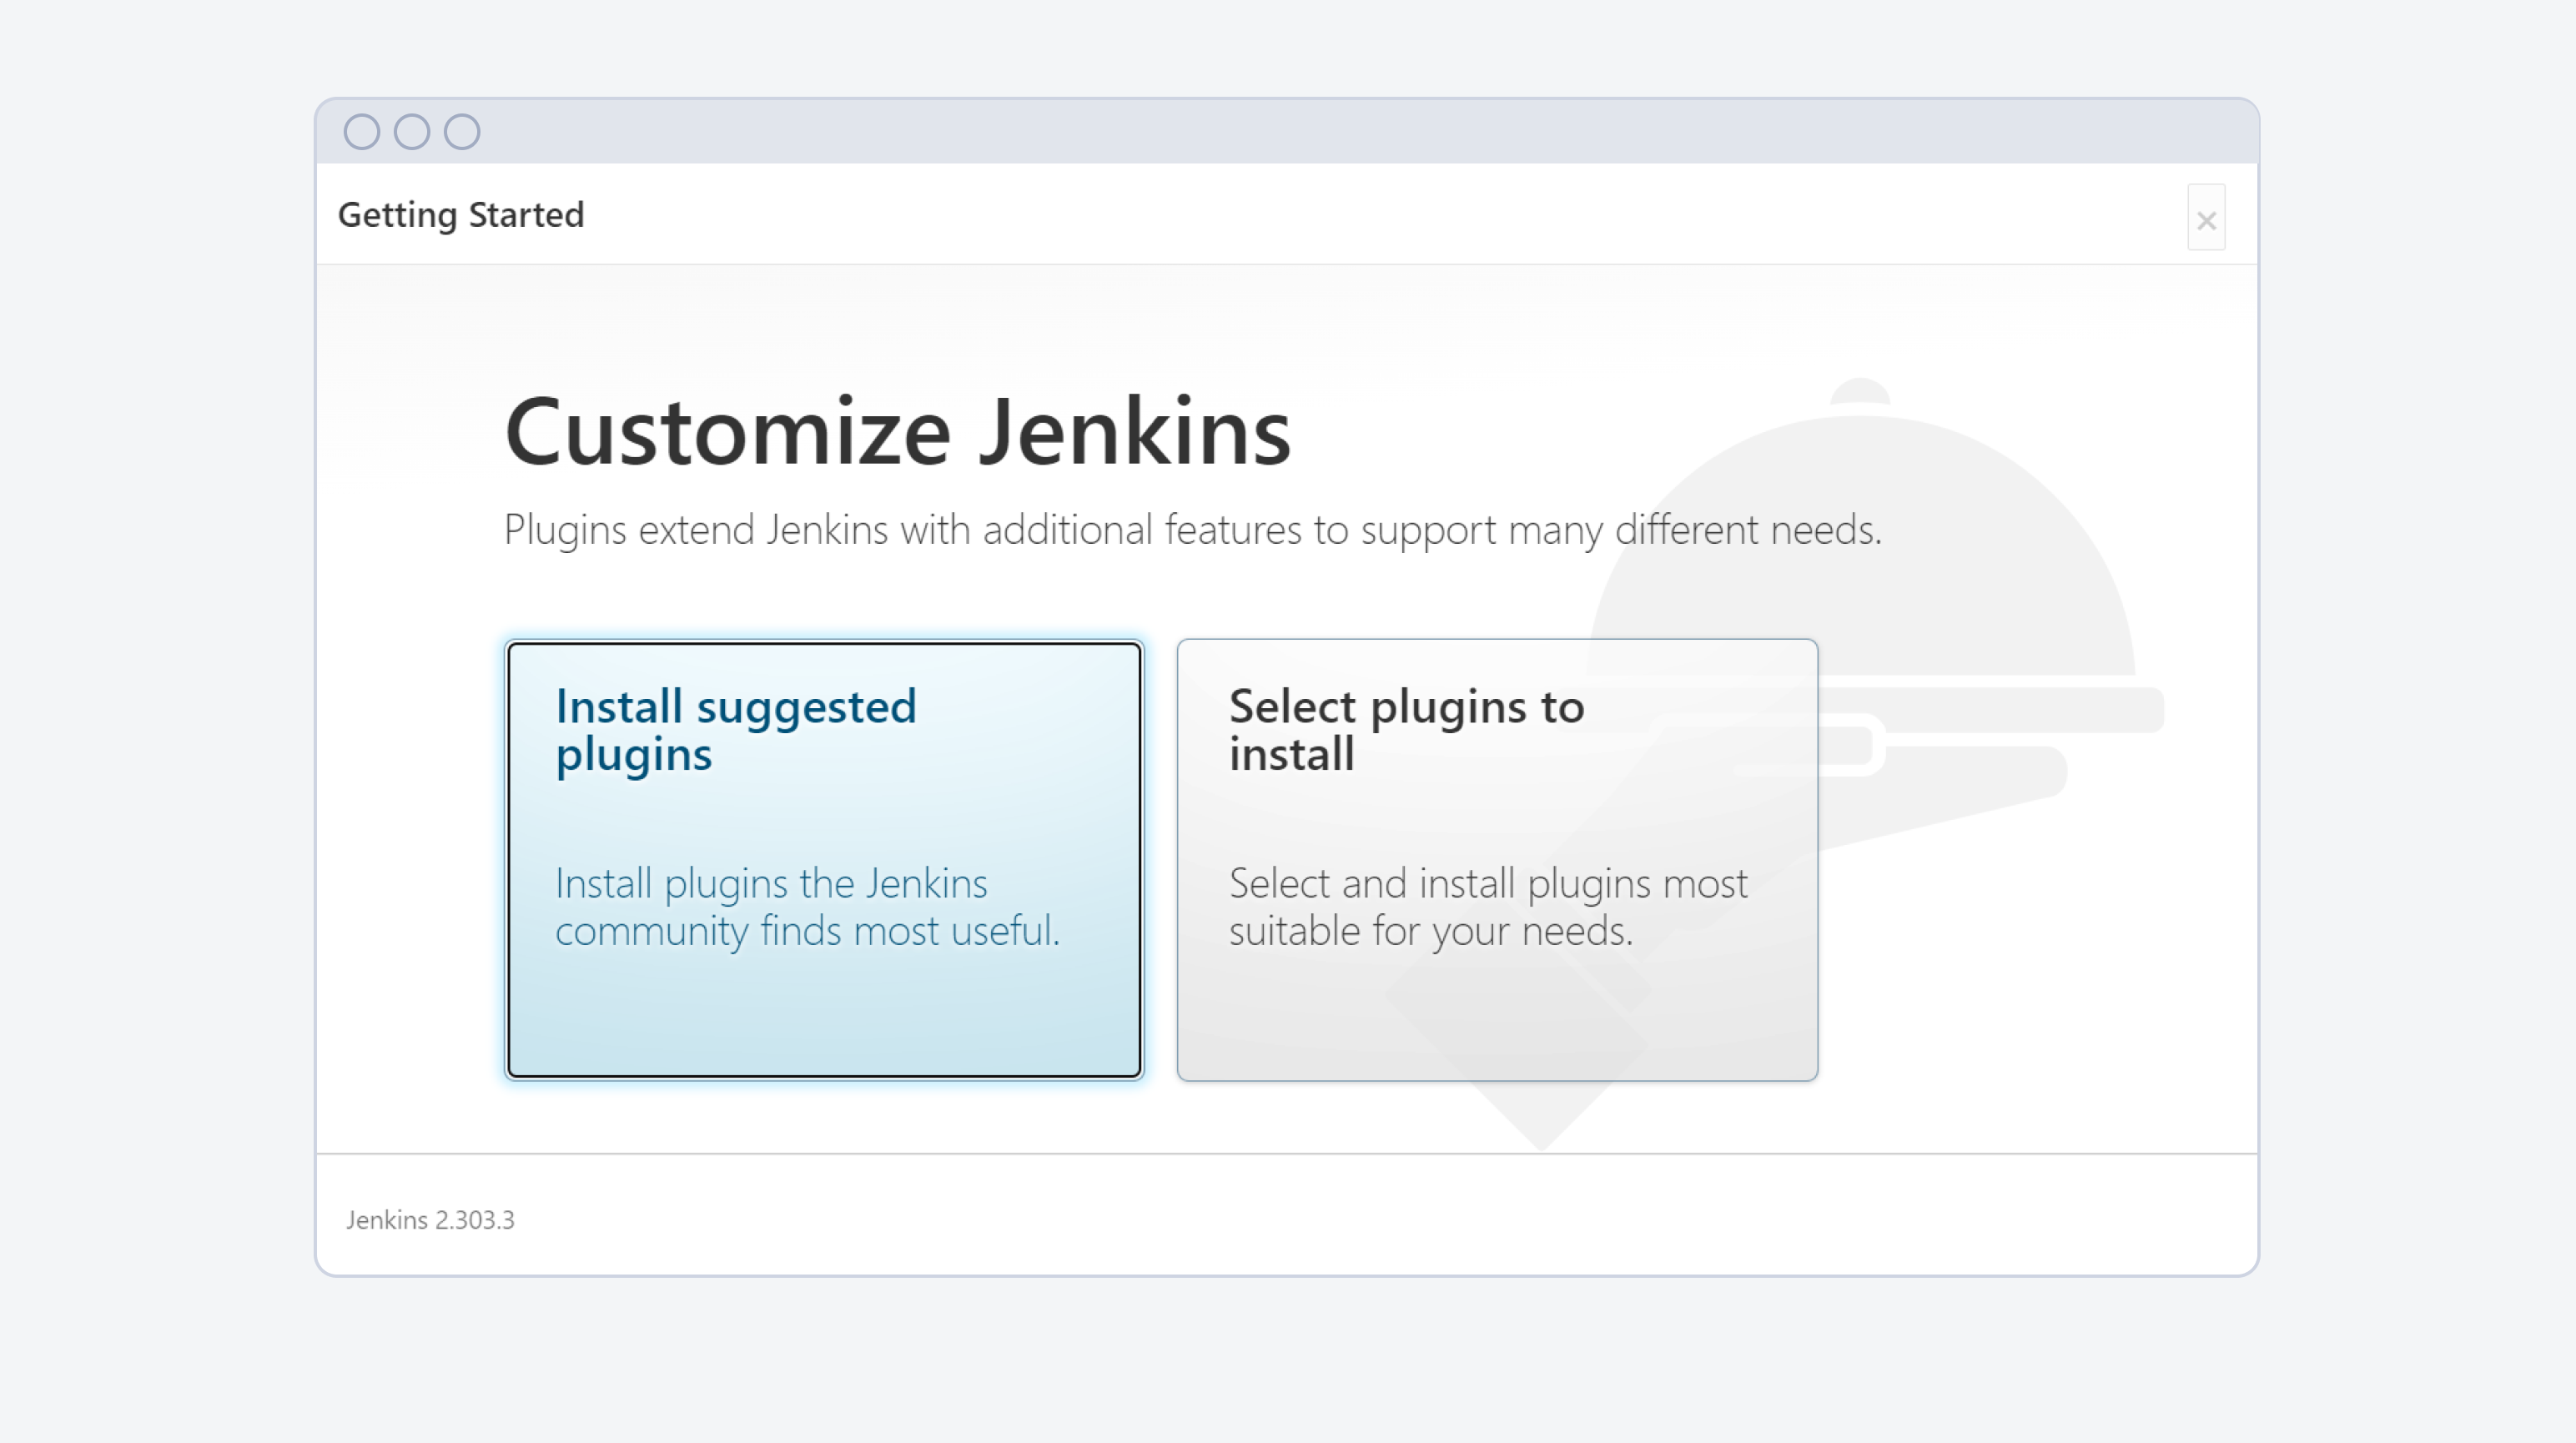 Getting Started
Customize Jenkins
Plugins extend Jenkins with additional features to support many different needs.
Install suggested
plugins
Install plugins the Jenkins
community finds most useful.
Select plugins to
install
Select and install plugins most
suitable for your needs.
Jenkins 2.303.3